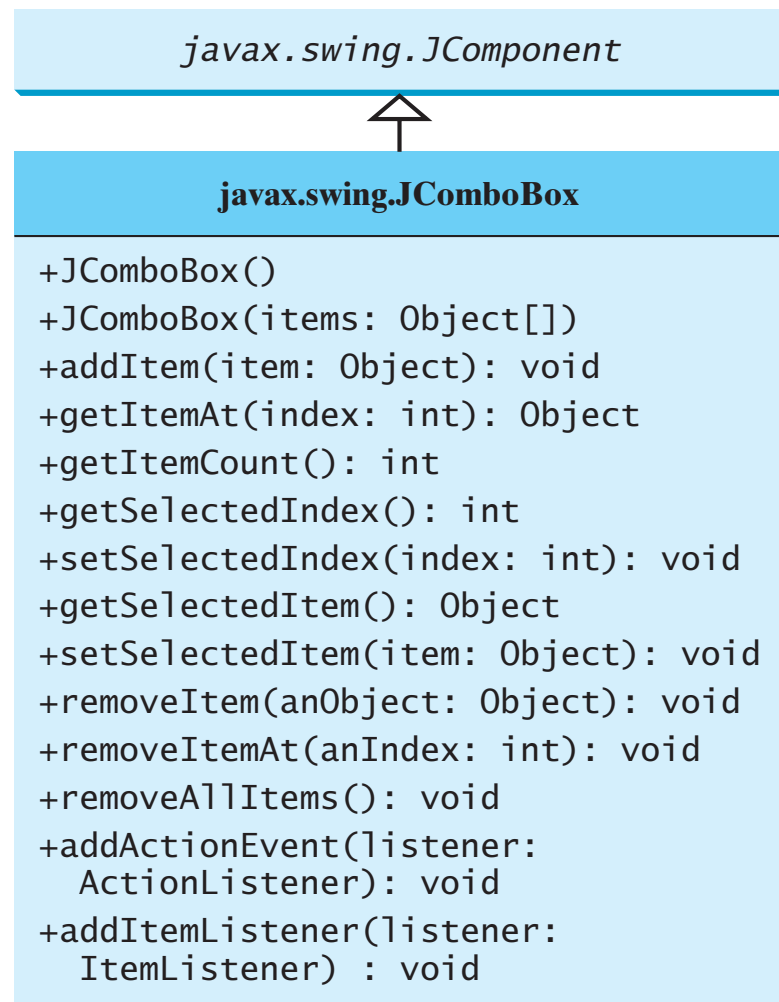 javax.swing.JComponent
javax.swing.JComboBox
+JComboBox()
+JComboBox(items: Object[])
+addItem(item: Object): void
+getItemAt(index: int): Object
+getItemCount(): int
+getSelectedIndex(): int
+setSelectedIndex(index: int): void
+getSelectedItem(): Object
+setSelectedItem(item: Object): void
+removeItem(anObject: Object): void
+removeItemAt(anIndex: int): void
+removeAllItems(): void
+addActionEvent(listener:
ActionListener): void
+addItemListener(listener:
ItemListener) : void